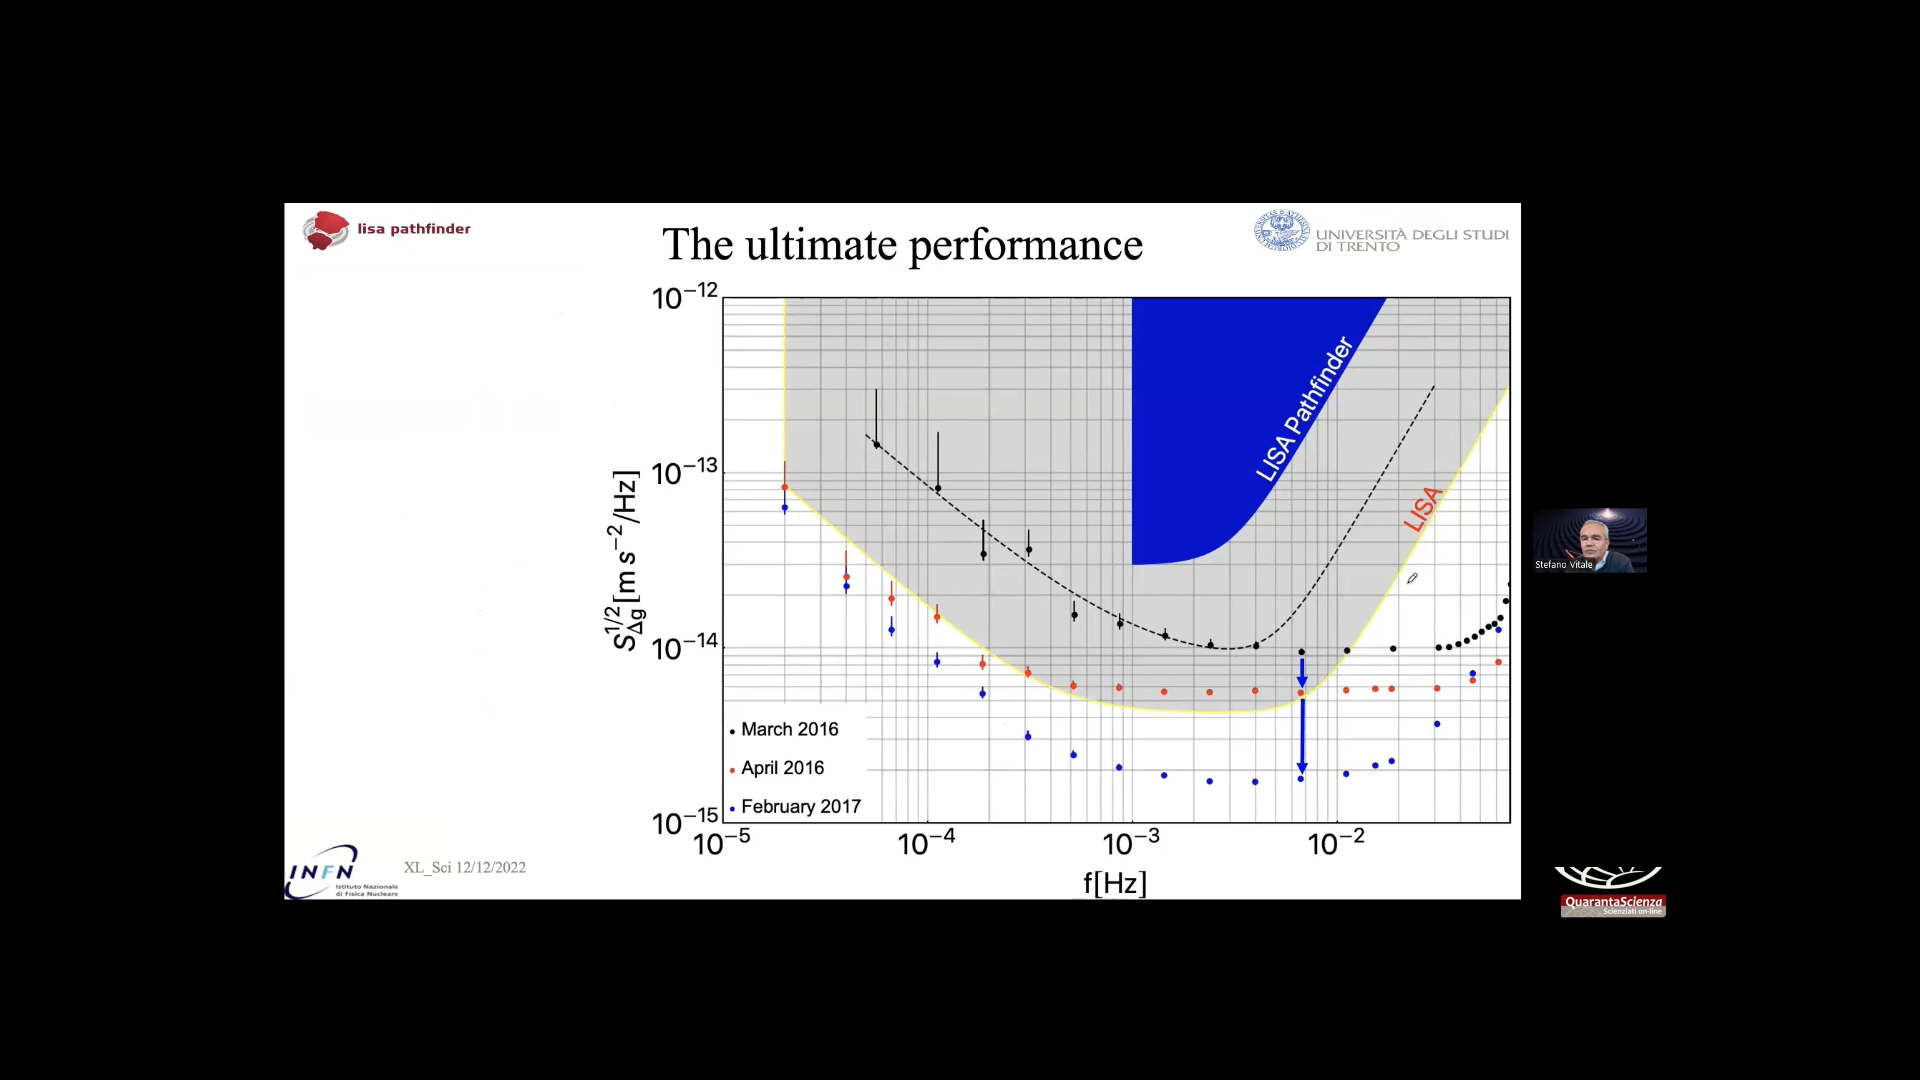 lisa pathfinder
The ultimate performance
UNIVERSITÀ DEGLI STUDI
DI TRENTO
10−12
10−13
10−14
10−15
S1/2Δg[m s−2/Hz]
LISA Pathfinder
LISA
March 2016
April 2016
February 2017
10−5
10−4
10−3
10−2
f[Hz]
INFN
Istituto Nazionale
di Fisica Nucleare
XL_Sci 12/12/2022
Stefano Vitale
QuarantaScienza
Scienziati on-line